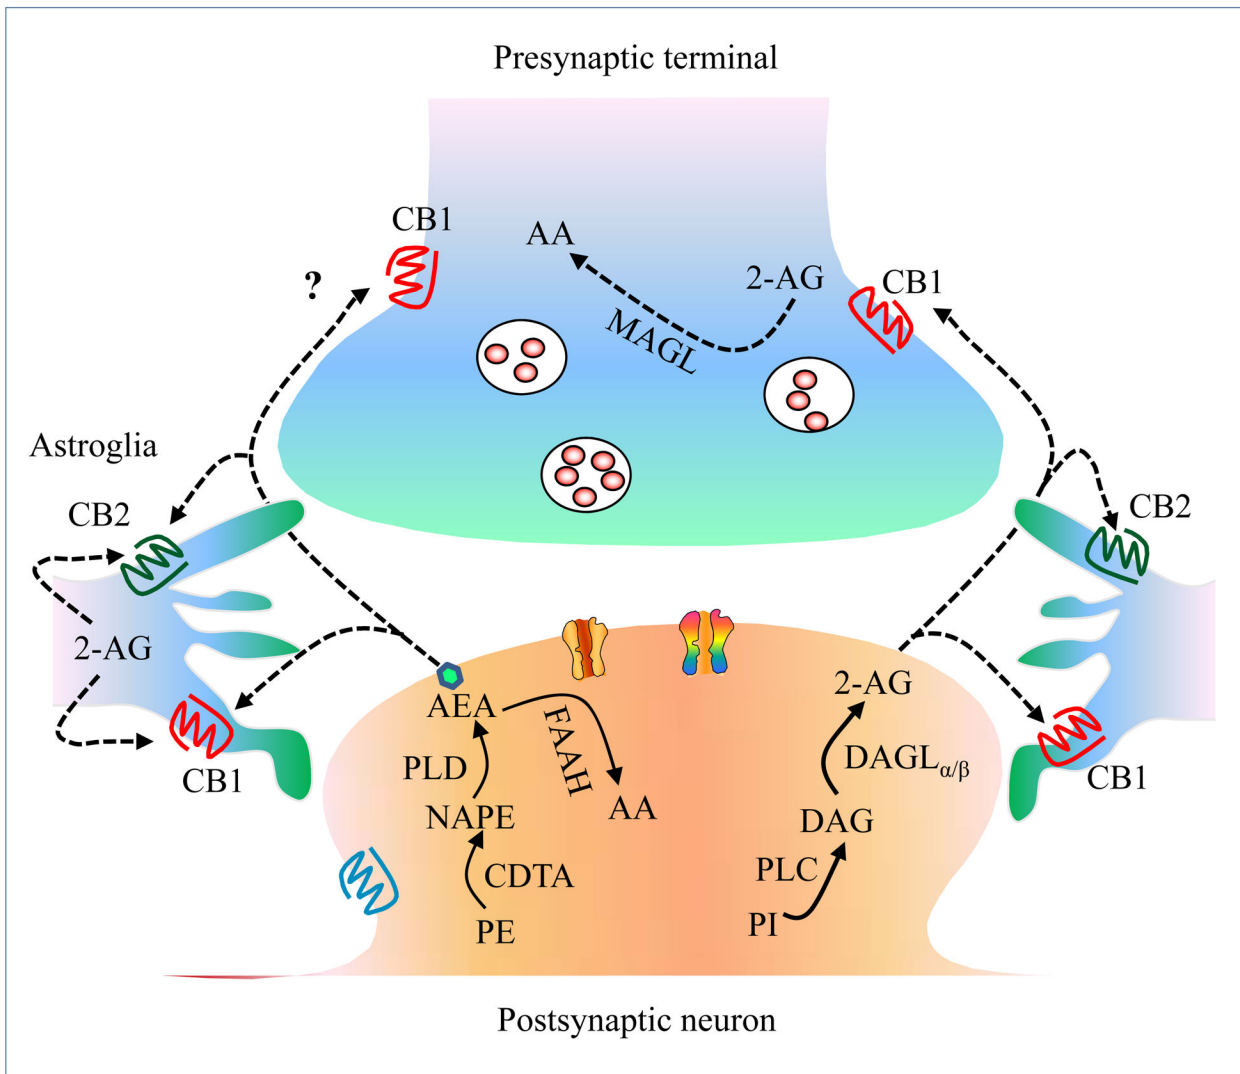 Presynaptic terminal
CB1
AA
2-AG
CB1
?
MAGL
Astroglia
CB2
CB2
2-AG
CB1
CB1
AEA
FAAH
2-AG
PLD
DAGLα/β
NAPE
AA
DAG
CDTA
PLC
PE
PI
Postsynaptic neuron